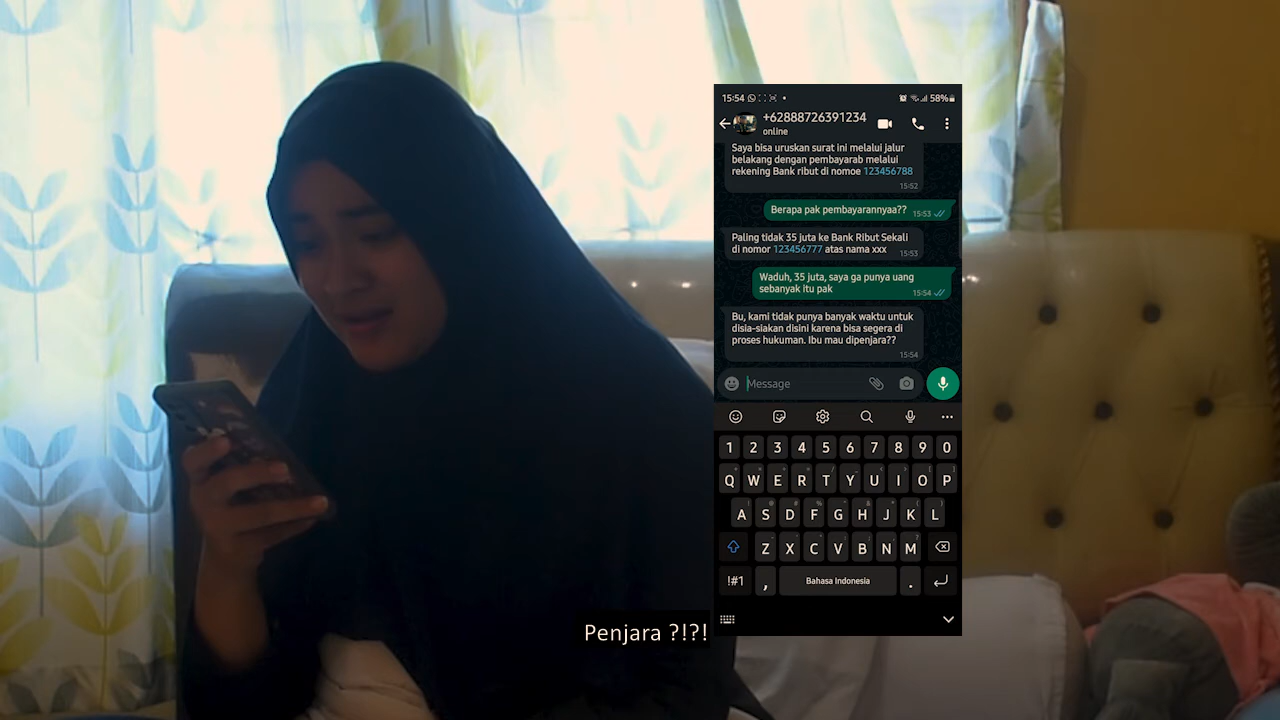 15:54
58%
+62888726391234
online
Saya bisa uruskan surat ini melalui jalur
belakang dengan pembayarab melalui
rekening Bank ribut di nomoe 123456788
15:52
Berapa pak pembayarannyaa??
15:53
Paling tidak 35 juta ke Bank Ribut Sekali
di nomor 123456777 atas nama xxx
15:53
Waduh, 35 juta, saya ga punya uang
sebanyak itu pak
15:54
Bu, kami tidak punya banyak waktu untuk
disia-siakan disini karena bisa segera di
proses hukuman. Ibu mau dipenjara??
15:54
Message
1 2 3 4 5 6 7 8 9 0
Q W E R T Y U I O P
A S D F G H J K L
Z X C V B N M
!#1 , Bahasa Indonesia .
Penjara ?!?!